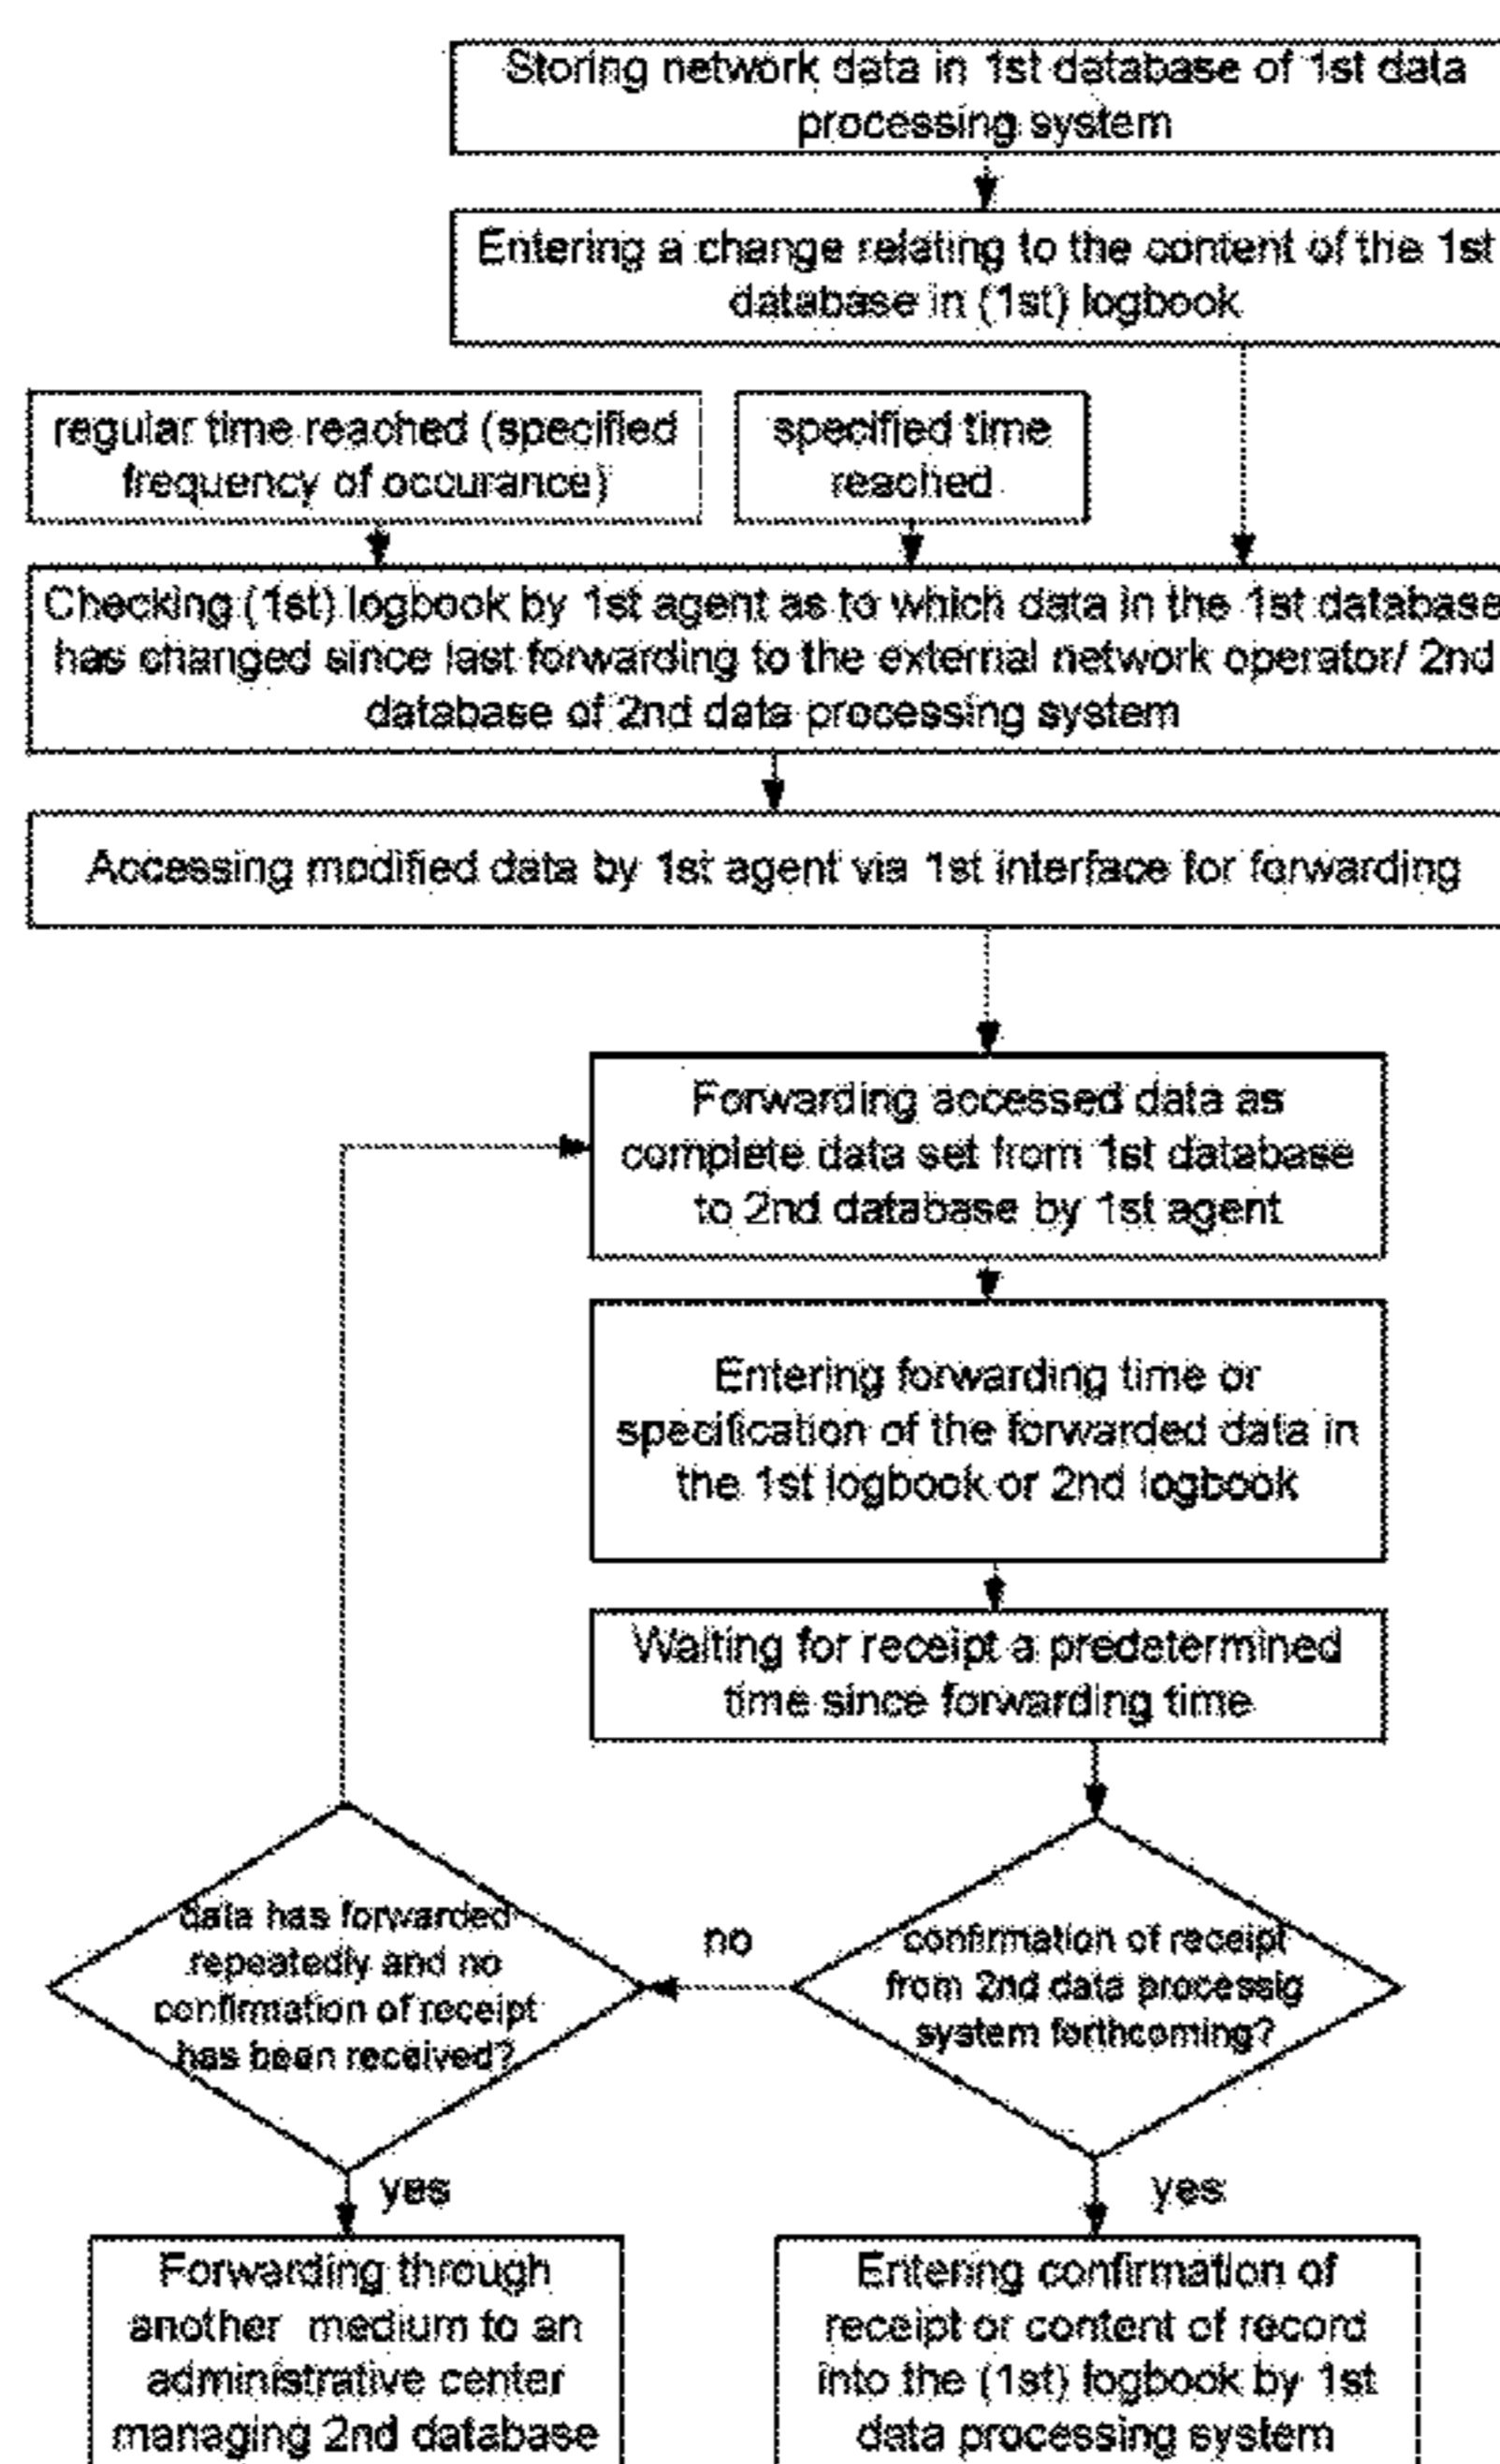 Storing network data in 1st database of 1st data
processing system
Entering a change relating to the content of the 1st
database in (1st) logbook
regular time reached (specified
frequency of occurance)
specified time
reached
Checking (1st) logbook by 1st agent as to which data in the 1st database
has changed since last forwarding to the external network operator/ 2nd
database of 2nd data processing system
Accessing modified data by 1st agent via 1st interface for forwarding
Forwarding accessed data as
complete data set from 1st database
to 2nd database by 1st agent
Entering forwarding time or
specification of the forwarded data in
the 1st logbook or 2nd logbook
Waiting for receipt a predetermined
time since forwarding time
data has forwarded
repeatedly and no
confirmation of receipt
has been received?
no
confirmation of receipt
from 2nd data processig
system forthcoming?
yes
yes
Forwarding through
another medium to an
administrative center
managing 2nd database
Entering confirmation of
receipt or content of record
into the (1st) logbook by 1st
data processing system